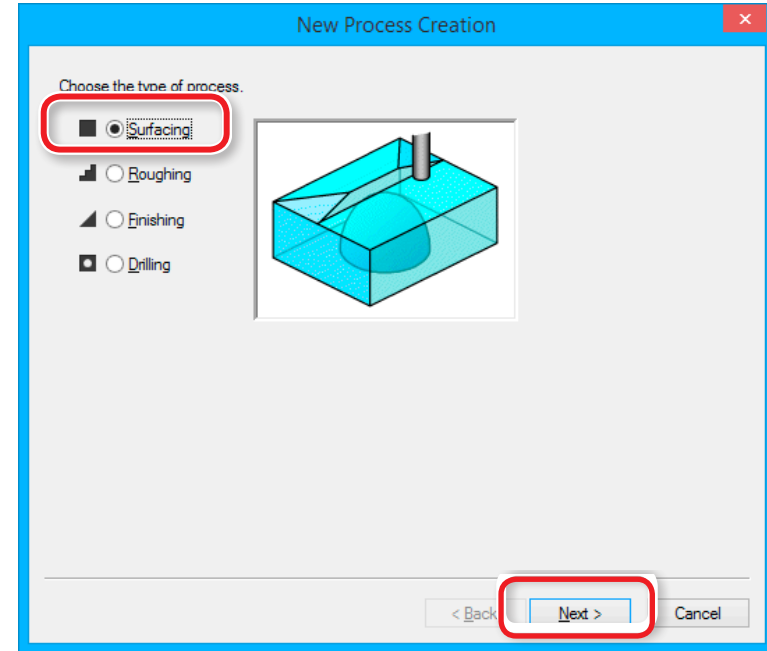 New Process Creation
Choose the type of process.
Surfacing
Roughing
Finishing
Drilling
< Back
Next >
Cancel